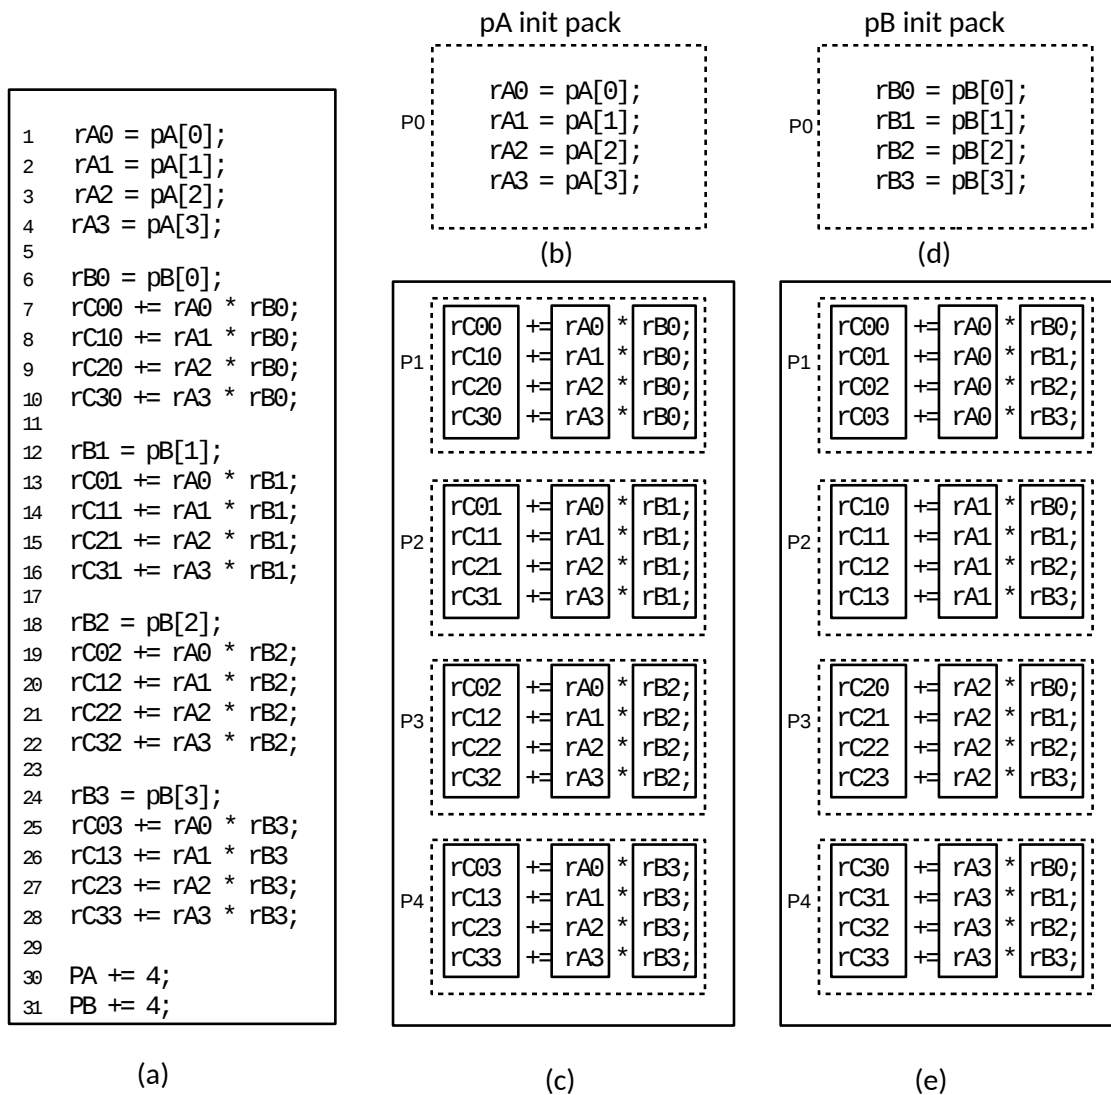 pA init pack
P0
rA0 = pA[0];
rA1 = pA[1];
rA2 = pA[2];
rA3 = pA[3];
(b)
pB init pack
P0
rB0 = pB[0];
rB1 = pB[1];
rB2 = pB[2];
rB3 = pB[3];
(d)
1 rA0 = pA[0];
2 rA1 = pA[1];
3 rA2 = pA[2];
4 rA3 = pA[3];
5
6 rB0 = pB[0];
7 rC00 += rA0 * rB0;
8 rC10 += rA1 * rB0;
9 rC20 += rA2 * rB0;
10 rC30 += rA3 * rB0;
11
12 rB1 = pB[1];
13 rC01 += rA0 * rB1;
14 rC11 += rA1 * rB1;
15 rC21 += rA2 * rB1;
16 rC31 += rA3 * rB1;
17
18 rB2 = pB[2];
19 rC02 += rA0 * rB2;
20 rC12 += rA1 * rB2;
21 rC22 += rA2 * rB2;
22 rC32 += rA3 * rB2;
23
24 rB3 = pB[3];
25 rC03 += rA0 * rB3;
26 rC13 += rA1 * rB3
27 rC23 += rA2 * rB3;
28 rC33 += rA3 * rB3;
29
30 PA += 4;
31 PB += 4;
(a)
P1
rC00 += rA0 * rB0;
rC10 += rA1 * rB0;
rC20 += rA2 * rB0;
rC30 += rA3 * rB0;
P2
rC01 += rA0 * rB1;
rC11 += rA1 * rB1;
rC21 += rA2 * rB1;
rC31 += rA3 * rB1;
P3
rC02 += rA0 * rB2;
rC12 += rA1 * rB2;
rC22 += rA2 * rB2;
rC32 += rA3 * rB2;
P4
rC03 += rA0 * rB3;
rC13 += rA1 * rB3;
rC23 += rA2 * rB3;
rC33 += rA3 * rB3;
(c)
P1
rC00 += rA0 * rB0;
rC01 += rA0 * rB1;
rC02 += rA0 * rB2;
rC03 += rA0 * rB3;
P2
rC10 += rA1 * rB0;
rC11 += rA1 * rB1;
rC12 += rA1 * rB2;
rC13 += rA1 * rB3;
P3
rC20 += rA2 * rB0;
rC21 += rA2 * rB1;
rC22 += rA2 * rB2;
rC23 += rA2 * rB3;
P4
rC30 += rA3 * rB0;
rC31 += rA3 * rB1;
rC32 += rA3 * rB2;
rC33 += rA3 * rB3;
(e)